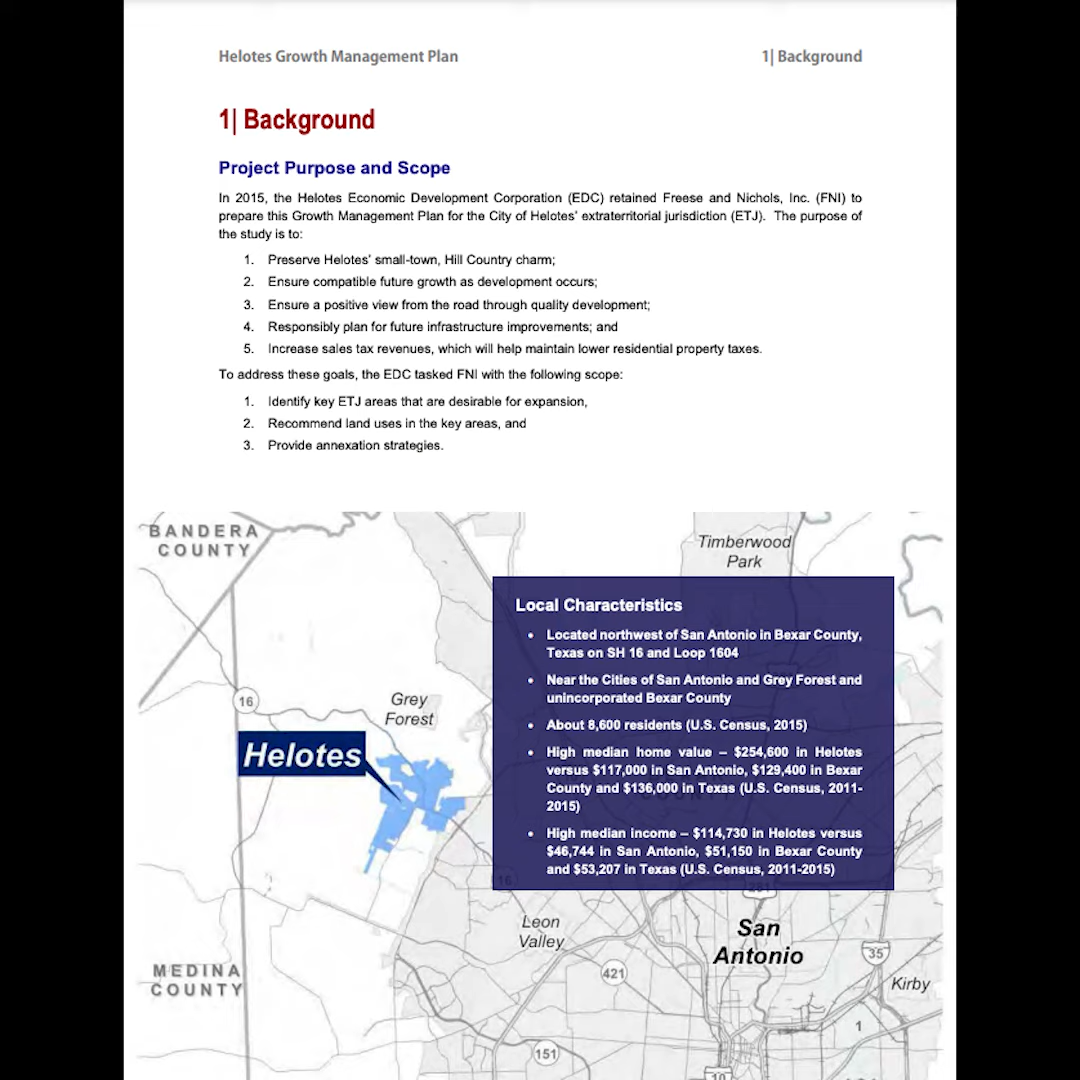 Helotes Growth Management Plan
1| Background
1| Background
Project Purpose and Scope
In 2015, the Helotes Economic Development Corporation (EDC) retained Freese and Nichols, Inc. (FNI) to
prepare this Growth Management Plan for the City of Helotes' extraterritorial jurisdiction (ETJ). The purpose of
the study is to:
1. Preserve Helotes' small-town, Hill Country charm;
2. Ensure compatible future growth as development occurs;
3. Ensure a positive view from the road through quality development;
4. Responsibly plan for future infrastructure improvements; and
5. Increase sales tax revenues, which will help maintain lower residential property taxes.
To address these goals, the EDC tasked FNI with the following scope:
1. Identify key ETJ areas that are desirable for expansion,
2. Recommend land uses in the key areas, and
3. Provide annexation strategies.
BANDERA
COUNTY
Timberwood
Park
16
Grey
Forest
Helotes
Local Characteristics
• Located northwest of San Antonio in Bexar County,
Texas on SH 16 and Loop 1604
• Near the Cities of San Antonio and Grey Forest and
unincorporated Bexar County
• About 8,600 residents (U.S. Census, 2015)
• High median home value – $254,600 in Helotes
versus $117,000 in San Antonio, $129,400 in Bexar
County and $136,000 in Texas (U.S. Census, 2011-
2015)
• High median income – $114,730 in Helotes versus
$46,744 in San Antonio, $51,150 in Bexar County
and $53,207 in Texas (U.S. Census, 2011-2015)
16
281
Leon
Valley
San
Antonio
35
421
Kirby
MEDINA
COUNTY
1
151
10